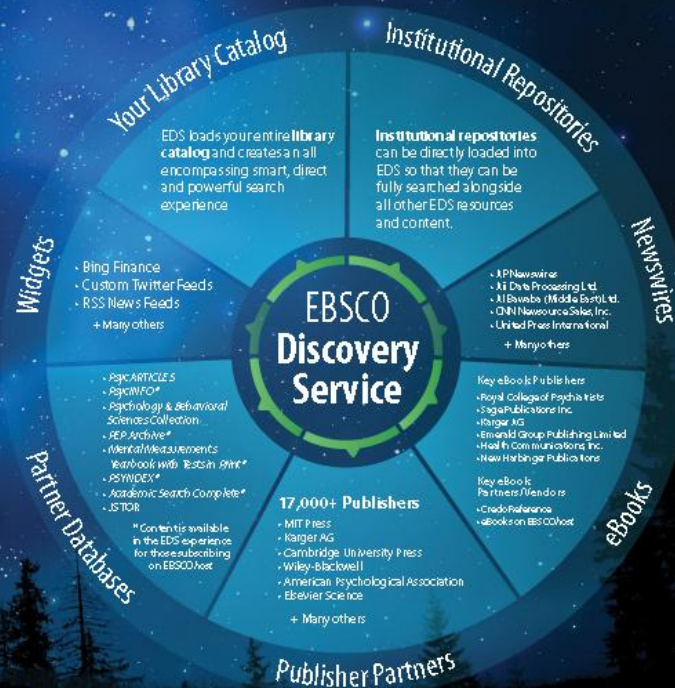 Your Library Catalog
EDS loads your entire library
catalog and creates an all
encompassing smart, direct
and powerful search
experience
Institutional Repositories
Institutional repositories
can be directly loaded into
EDS so that they can be
fully searched alongside
all other EDS resources
and content.
Widgets
• Bing Finance
• Custom Twitter Feeds
• RSS News Feeds
+ Many others
EBSCO
Discovery
Service
Newswires
• AP Newswires
• AII Data Processing Ltd.
• Al Bawaba (Middle East) Ltd.
• CNN Newsource Sales, Inc.
• United Press International
+ Many others
Partner Databases
• PsycARTICLES
• PsycINFO*
• Psychology & Behavioral
Sciences Collection
• PEP Archive*
• Mental Measurements
Yearbook with Tests in Print*
• PSYNDEX*
• Academic Search Complete*
• JSTOR
* Content is available
in the EDS experience
for those subscribing
on EBSCOhost
17,000+ Publishers
• MIT Press
• Karger AG
• Cambridge University Press
• Wiley-Blackwell
• American Psychological Association
• Elsevier Science
+ Many others
Publisher Partners
Key eBook Publishers
• Royal College of Psychiatrists
• Sage Publications Inc.
• Karger AG
• Emerald Group Publishing Limited
• Health Communications, Inc.
• New Harbinger Publications
Key eBook
Partners/Vendors
• Credo Reference
• eBooks on EBSCOhost
eBooks